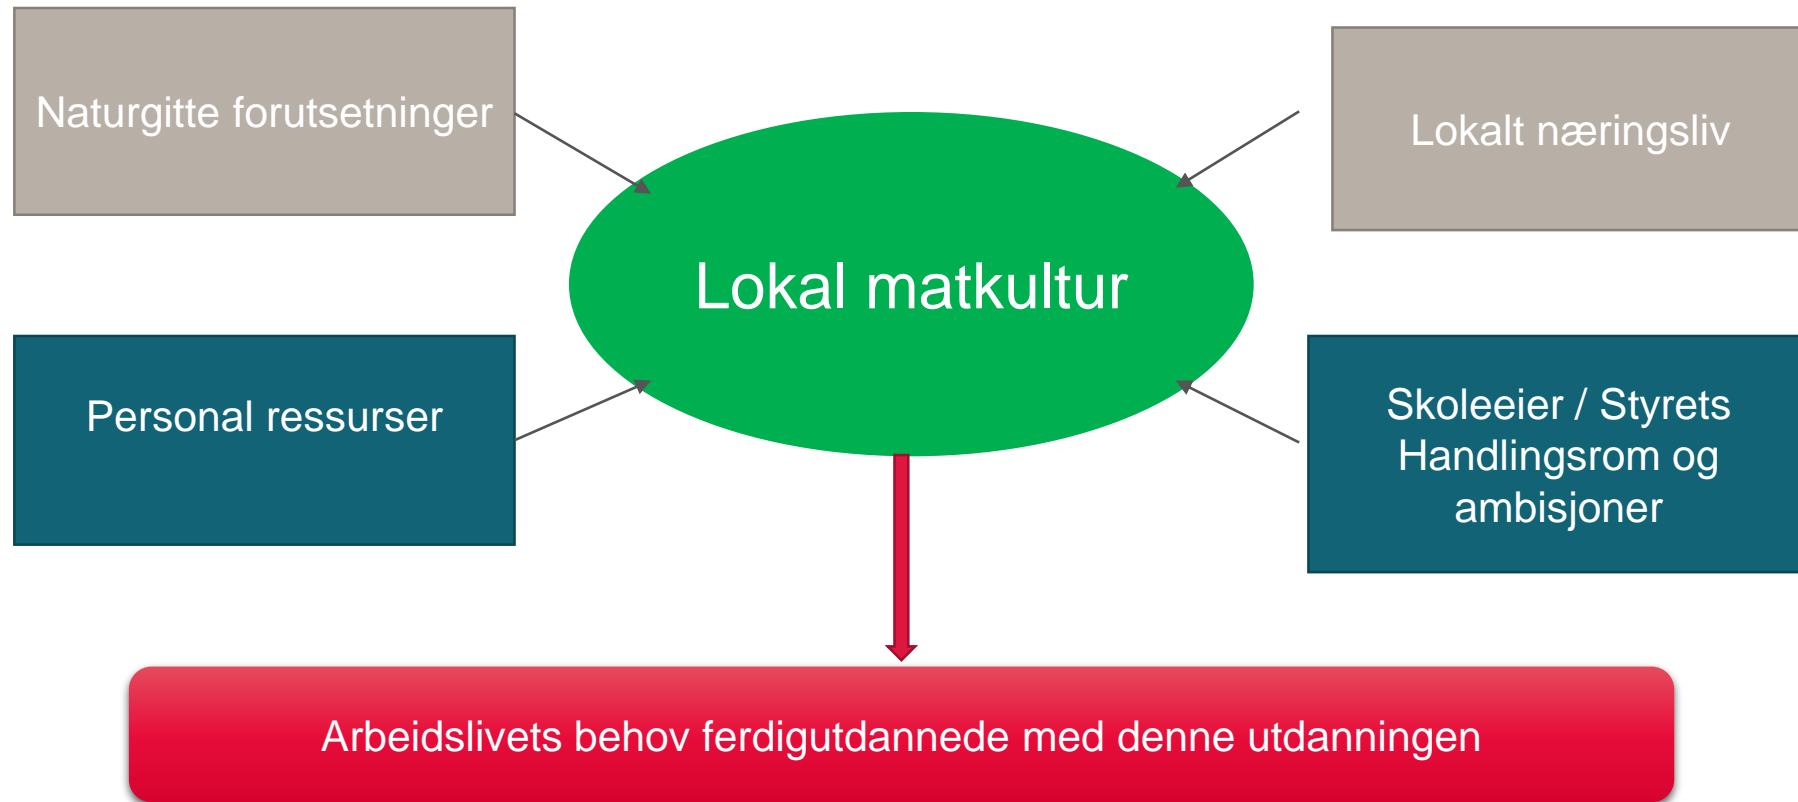 Naturgitte forutsetninger
Lokalt næringsliv
Lokal matkultur
Personal ressurser
Skoleeier / Styrets
Handlingsrom og
ambisjoner
Arbeidslivets behov ferdigutdannede med denne utdanningen